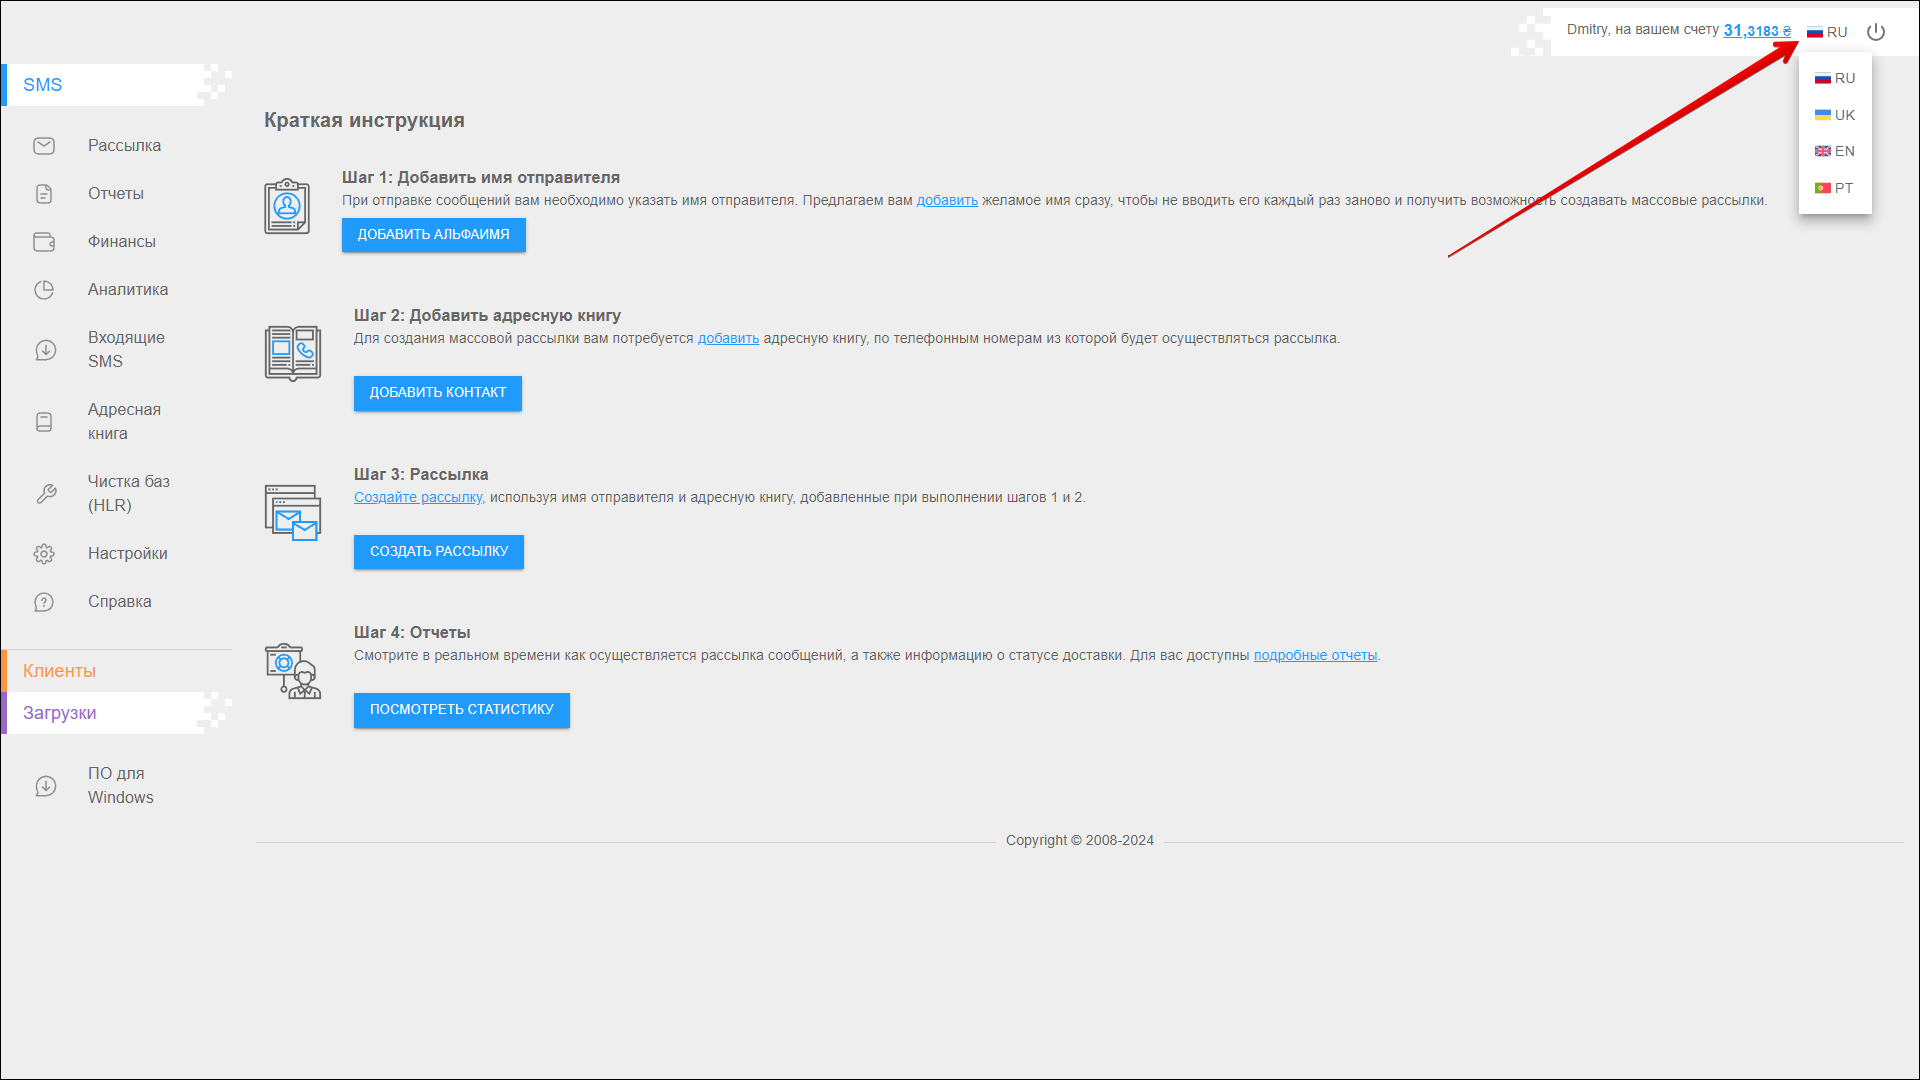 Dmitry, на вашем счету 31,3183 ₴ RU
RU
UK
EN
PT
SMS
Рассылка
Отчеты
Финансы
Аналитика
Входящие
SMS
Адресная
книга
Чистка баз
(HLR)
Настройки
Справка
Клиенты
Загрузки
ПО для
Windows
Краткая инструкция
Шаг 1: Добавить имя отправителя
При отправке сообщений вам необходимо указать имя отправителя. Предлагаем вам добавить желамое имя сразу, чтобы не вводить его каждый раз заново и получить возможность создавать массовые рассылки.
ДОБАВИТЬ АЛЬФАИМЯ
Шаг 2: Добавить адресную книгу
Для создания массовой рассылки вам потребуется добавить адресную книгу, по телефонным номерам из которой будет осуществляться рассылка.
ДОБАВИТЬ КОНТАКТ
Шаг 3: Рассылка
Создайте рассылку, используя имя отправителя и адресную книгу, добавленные при выполнении шагов 1 и 2.
СОЗДАТЬ РАССЫЛКУ
Шаг 4: Отчеты
Смотрите в реальном времени как осуществляется рассылка сообщений, а также информацию о статусе доставки. Для вас доступны подробные отчеты.
ПОСМОТРЕТЬ СТАТИСТИКУ
Copyright © 2008-2024